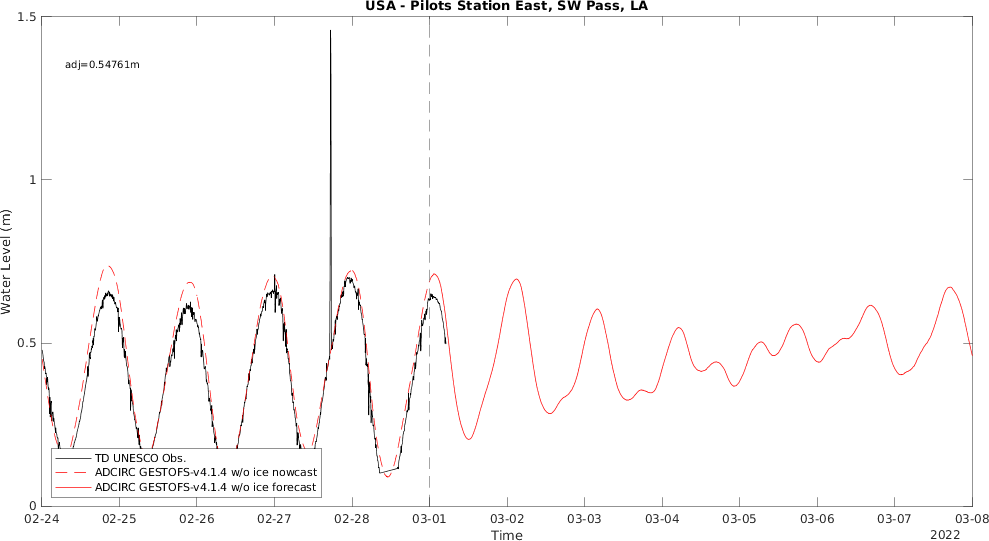 USA - Pilots Station East, SW Pass, LA
1.5
adj=0.54761m
1
Water Level (m)
0.5
TD UNESCO Obs.
ADCIRC GESTOFS-v4.1.4 w/o ice nowcast
ADCIRC GESTOFS-v4.1.4 w/o ice forecast
0
02-24 02-25 02-26 02-27 02-28 03-01 03-02 03-03 03-04 03-05 03-06 03-07 03-08
Time
2022